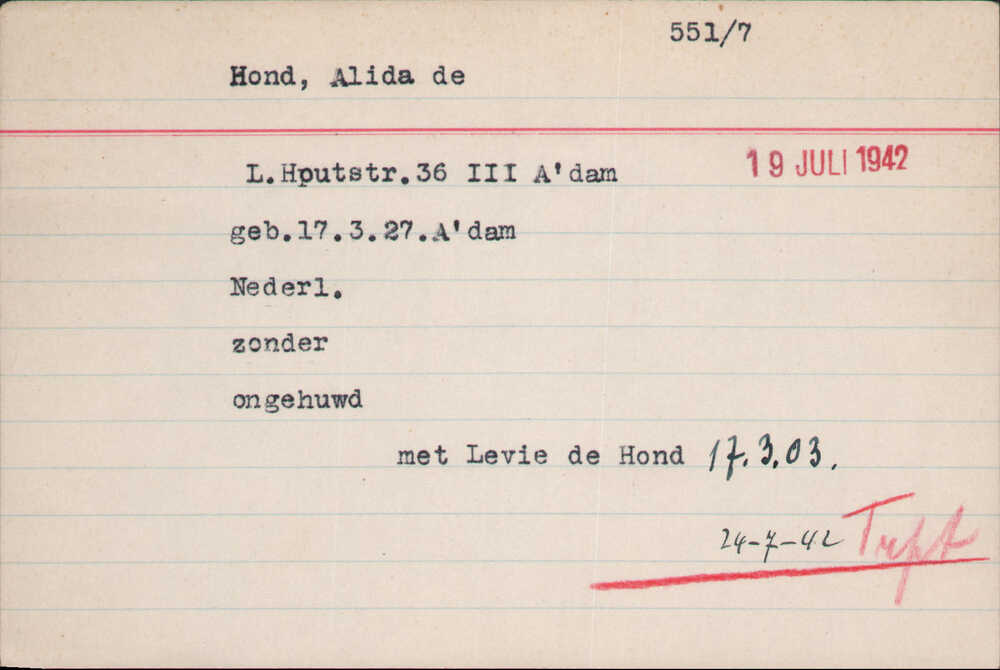 551/7
Hond, Alida de
L.Hputstr.36 III A'dam
19 JULI 1942
geb.17.3.27.A'dam
Nederl.
zonder
ongehuwd
met Levie de Hond 17.3.03.
24-7-42 Trpt